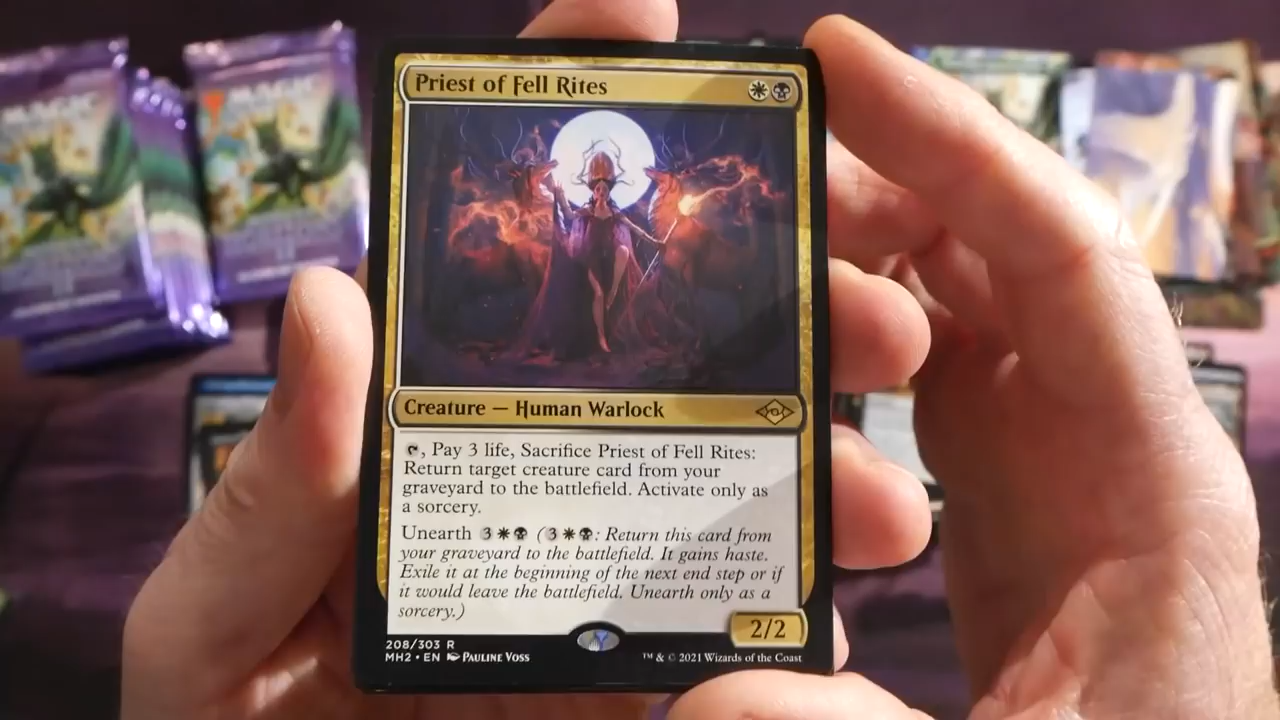 MAGIC
MAGIC
Priest of Fell Rites
Creature — Human Warlock
, Pay 3 life, Sacrifice Priest of Fell Rites:
Return target creature card from your
graveyard to the battlefield. Activate only as
a sorcery.
Unearth 3 (3: Return this card from
your graveyard to the battlefield. It gains haste.
Exile it at the beginning of the next end step or if
it would leave the battlefield. Unearth only as a
sorcery.)
2/2
208/303 R
MH2 • EN Pauline Voss
™ & © 2021 Wizards of the Coast